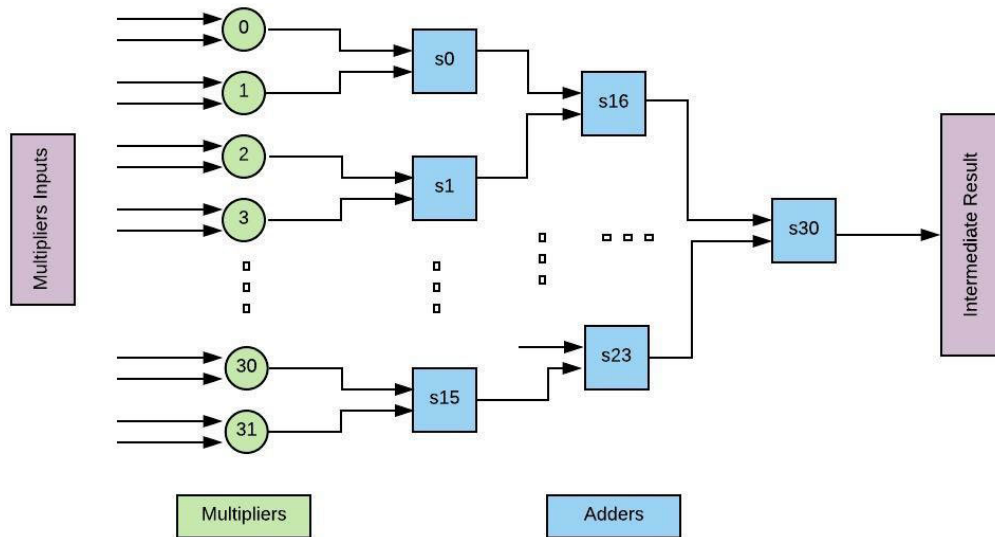 Multipliers Inputs
0
1
2
3
30
31
s0
s1
s15
s16
s23
s30
Intermediate Result
Multipliers
Adders